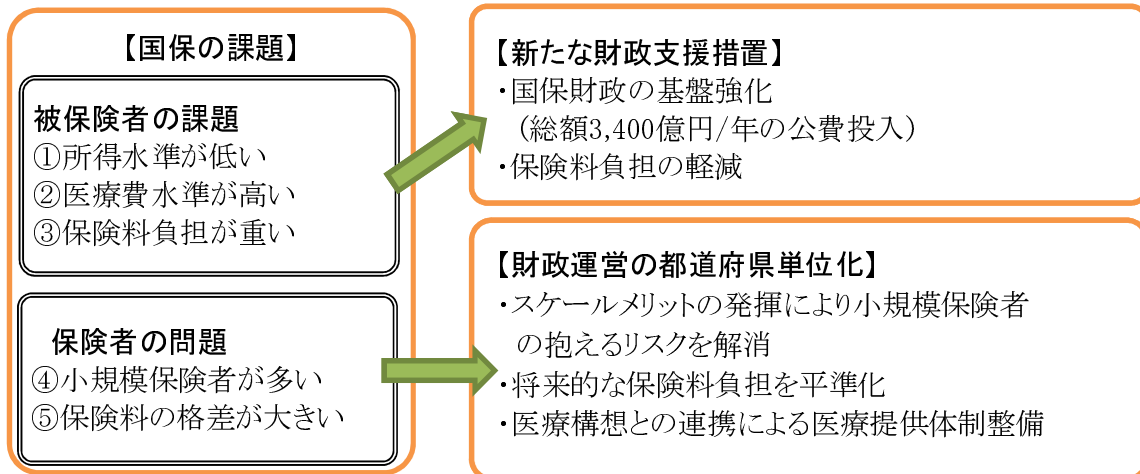 【国保の課題】
被保険者の課題
①所得水準が低い
②医療費水準が高い
③保険料負担が重い
保険者の問題
④小規模保険者が多い
⑤保険料の格差が大きい
【新たな財政支援措置】
・国保財政の基盤強化
（総額3,400億円/年の公費投入）
・保険料負担の軽減
【財政運営の都道府県単位化】
・スケールメリットの発揮により小規模保険者
の抱えるリスクを解消
・将来的な保険料負担を平準化
・医療構想との連携による医療提供体制整備